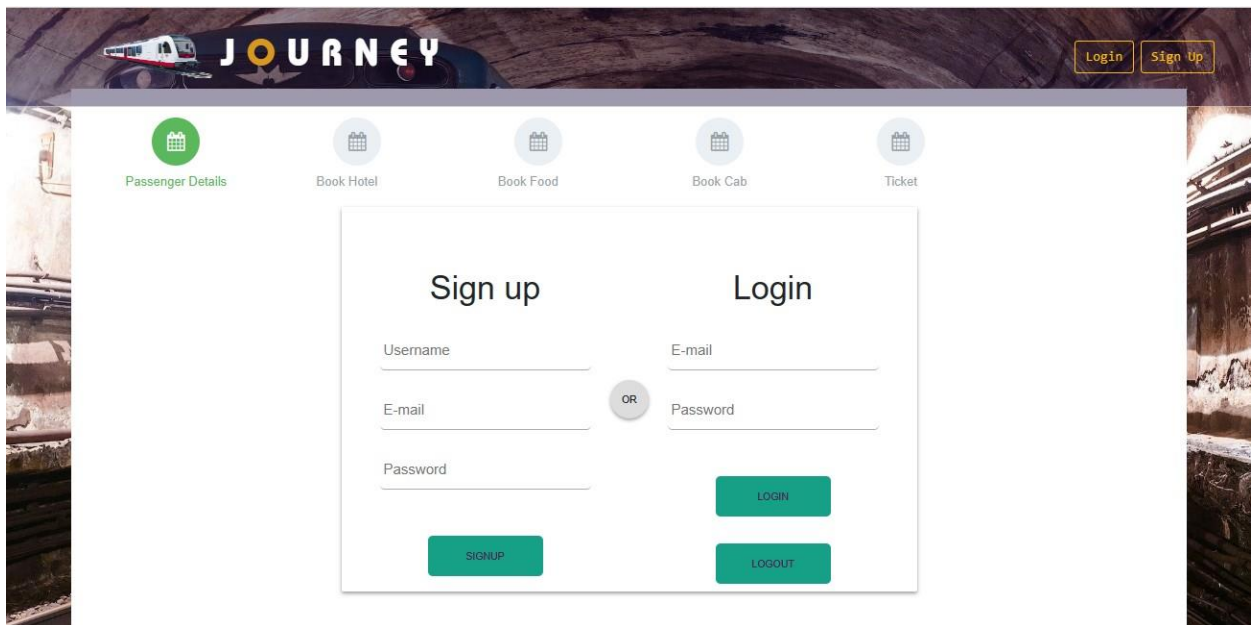 JOURNEY
Login Sign Up
Passenger Details Book Hotel Book Food Book Cab Ticket
Sign up Login
Username E-mail
E-mail OR Password
Password
LOGIN
SIGNUP LOGOUT